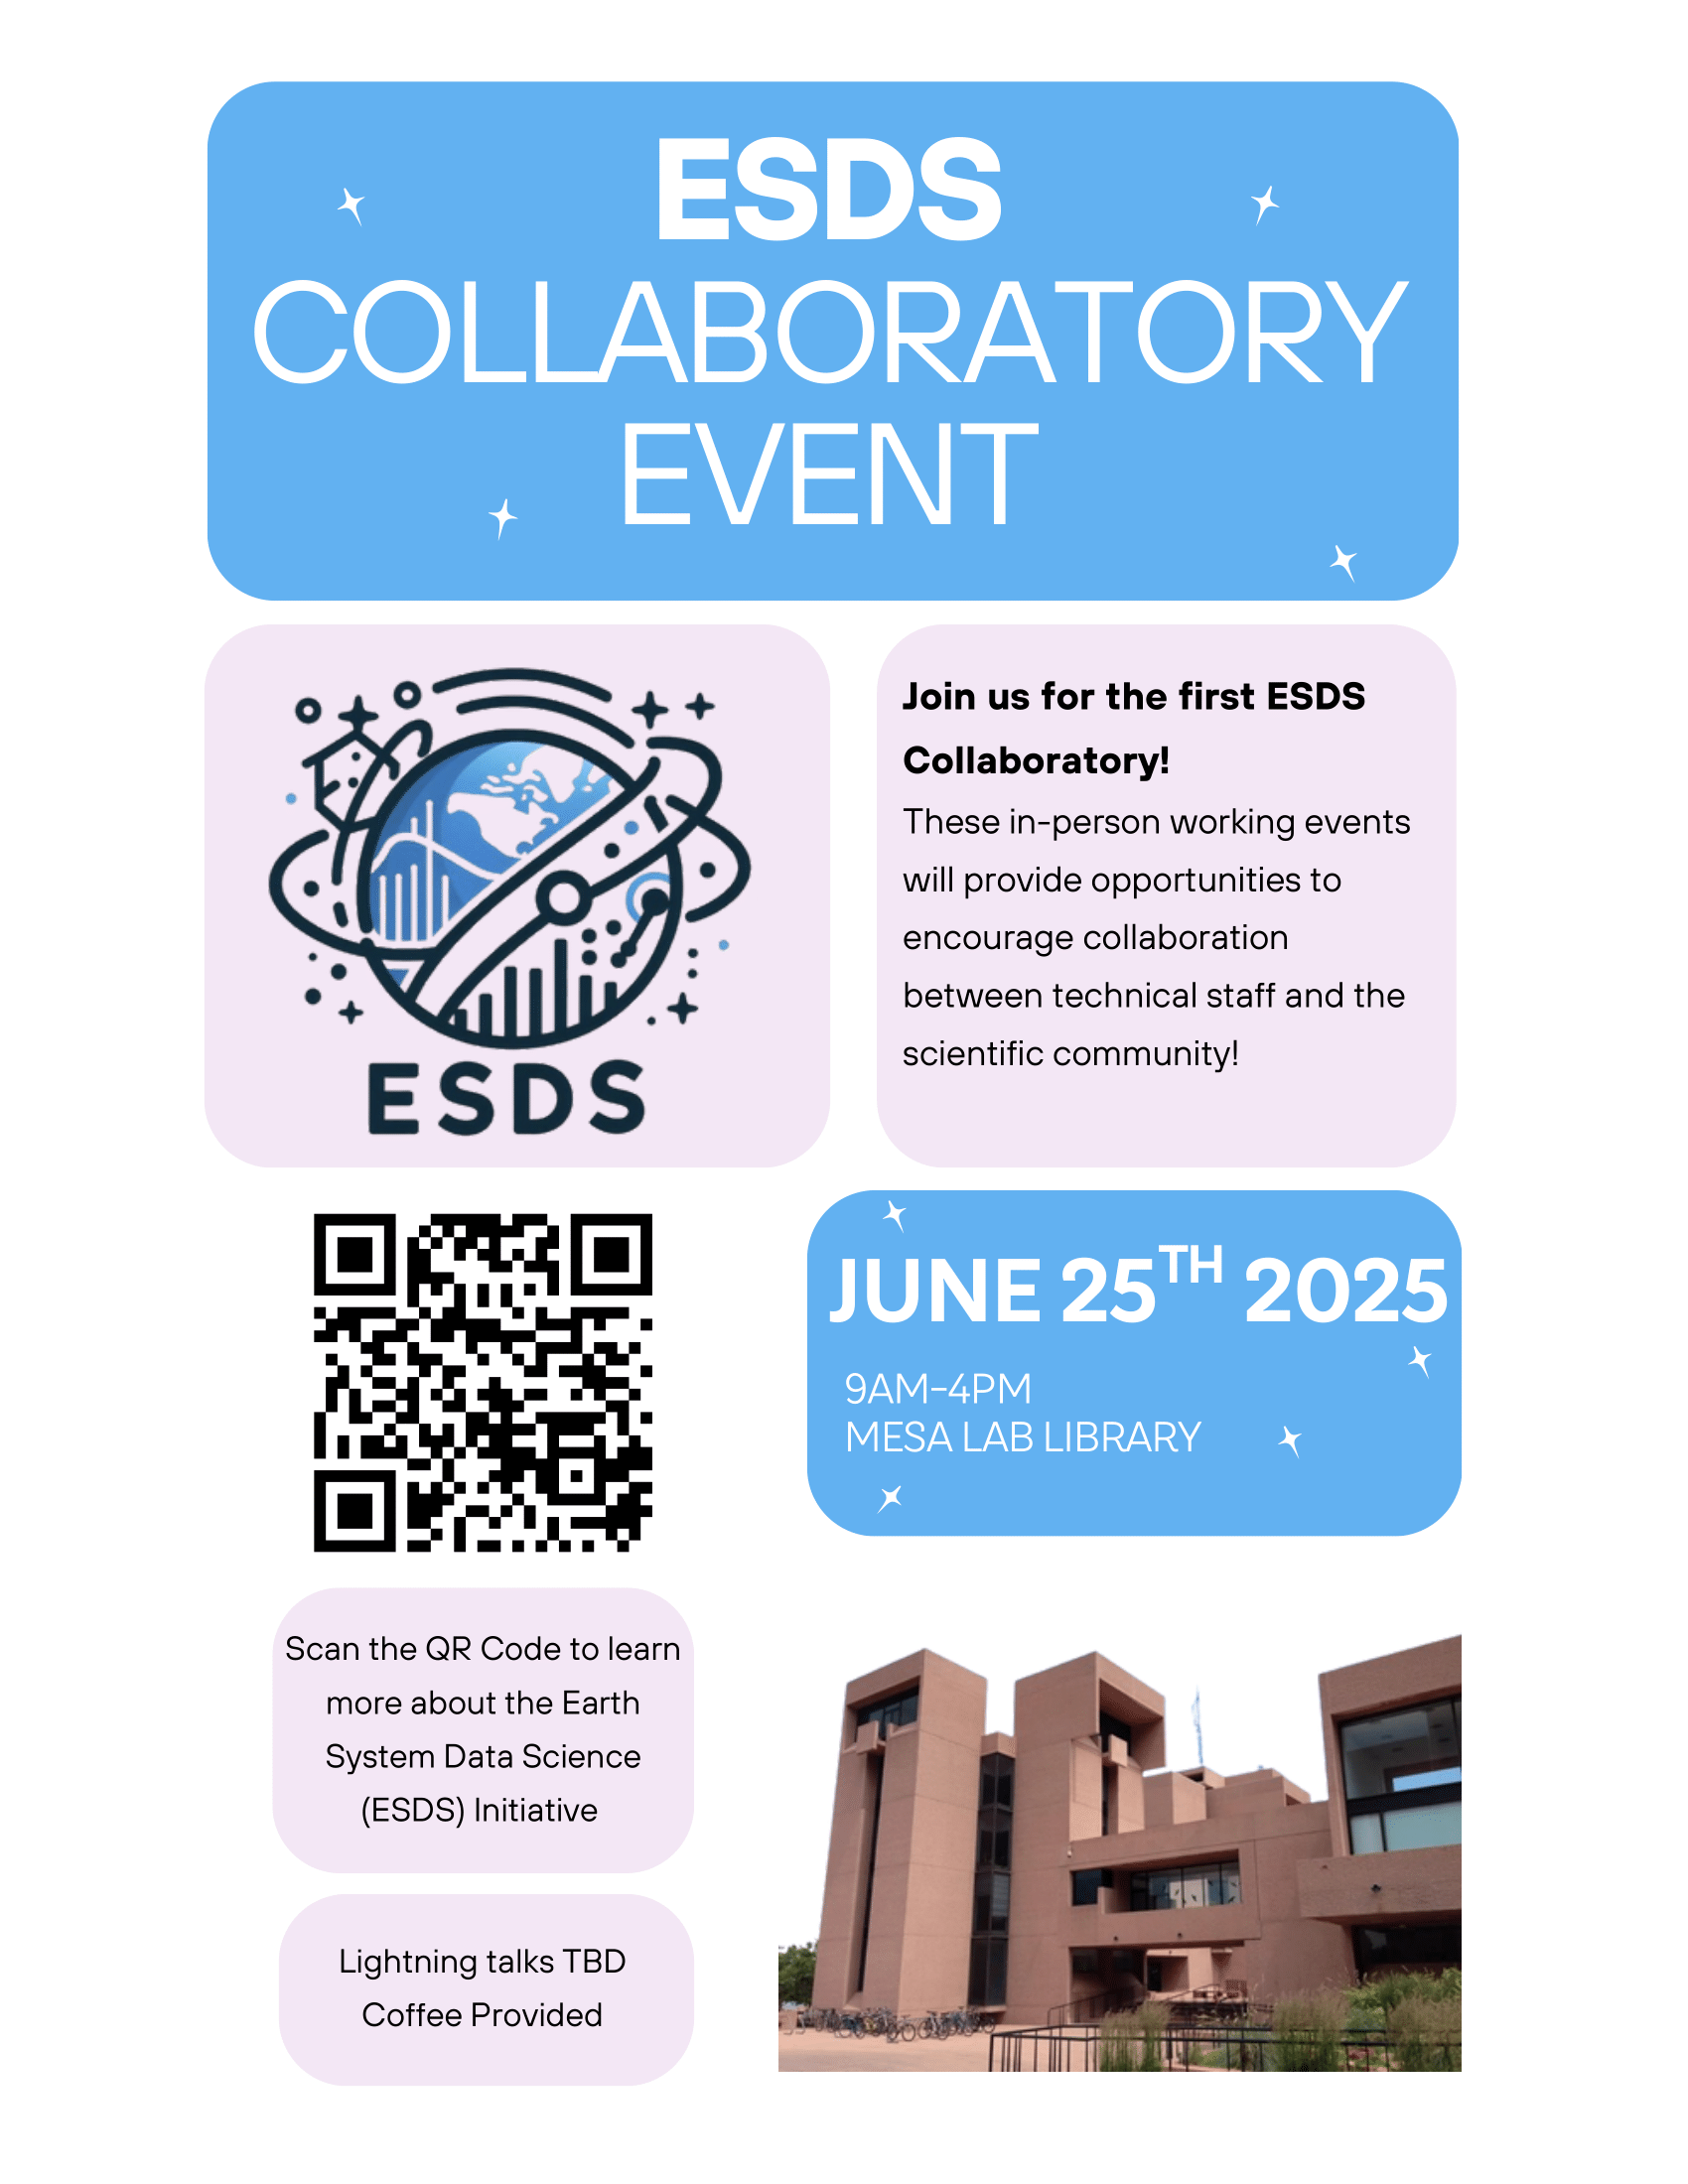 ESDS
COLLABORATORY
EVENT
ESDS
Join us for the first ESDS
Collaboratory!
These in-person working events
will provide opportunities to
encourage collaboration
between technical staff and the
scientific community!
JUNE 25TH 2025
9AM-4PM
MESA LAB LIBRARY
Scan the QR Code to learn
more about the Earth
System Data Science
(ESDS) Initiative
Lightning talks TBD
Coffee Provided